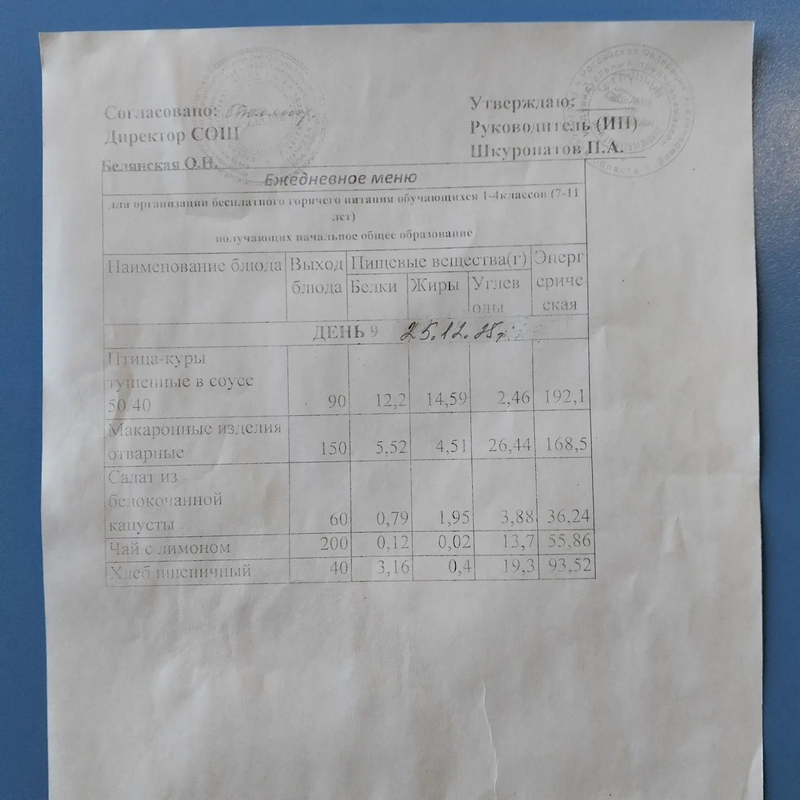 Согласовано:
Директор СОШ
Белянская О.В.
Утверждаю:
Руководитель (ИП)
Шкуропатов П.А.
Ежедневное меню
для организации бесплатного горячего питания обучающихся 1-4классов (7-11
лет)
получающих начальное общее образование
Наименование блюда Выход блюда Пищевые вещества(г) Энергетическая
Белки Жиры Углеводы
ДЕНЬ 9 25.12.25г.
Птица-куры
тушенные в соусе
50/40 90 12,2 14,59 2,46 192,1
Макаронные изделия
отварные 150 5,52 4,51 26,44 168,5
Салат из
белокочанной
капусты 60 0,79 1,95 3,88 36,24
Чай с лимоном 200 0,12 0,02 13,7 55,86
Хлеб пшеничный 40 3,16 0,4 19,3 93,52